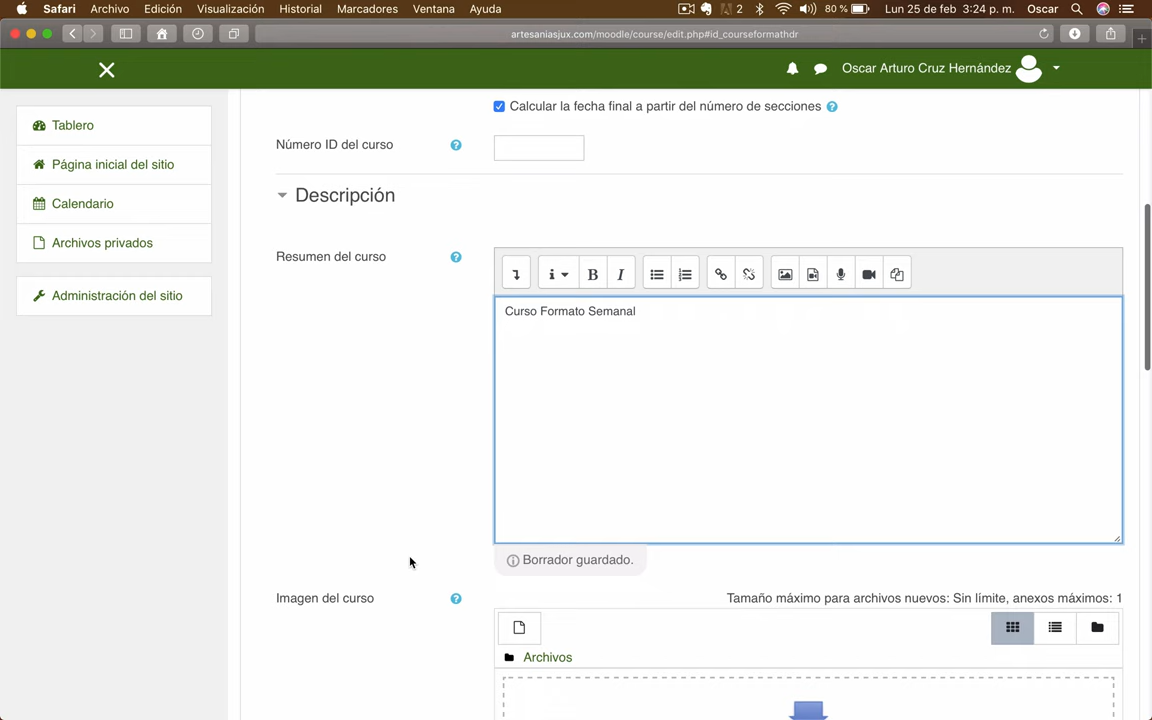 Safari Archivo Edición Visualización Historial Marcadores Ventana Ayuda 2 80 % Lun 25 de feb 3:24 p. m. Oscar
artesaniasjux.com/moodle/course/edit.php#id_courseformathdr
Oscar Arturo Cruz Hernández
Tablero
Página inicial del sitio
Calendario
Archivos privados
Administración del sitio
Calcular la fecha final a partir del número de secciones
Número ID del curso
Descripción
Resumen del curso
B I
Curso Formato Semanal
Borrador guardado.
Imagen del curso
Tamaño máximo para archivos nuevos: Sin límite, anexos máximos: 1
Archivos